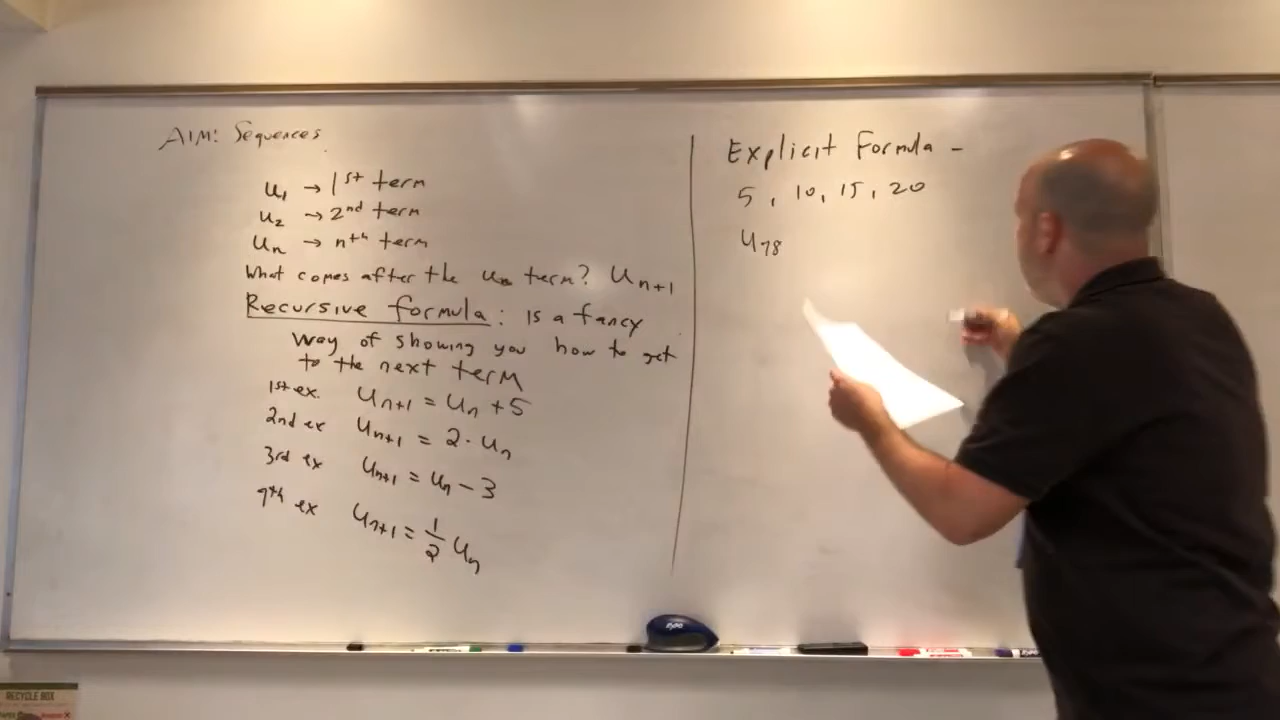 AIM: Sequences
u₁ → 1st term
u₂ → 2nd term
uₙ → nth term
What comes after the uₙ term? uₙ₊₁
Recursive formula: is a fancy
way of showing you how to get
to the next term
1st ex. uₙ₊₁ = uₙ + 5
2nd ex uₙ₊₁ = 2 · uₙ
3rd ex uₙ₊₁ = uₙ - 3
4th ex uₙ₊₁ = 1/2 uₙ
Explicit Formula -
5, 10, 15, 20
u₇₈
EXPO
RECYCLE BOX